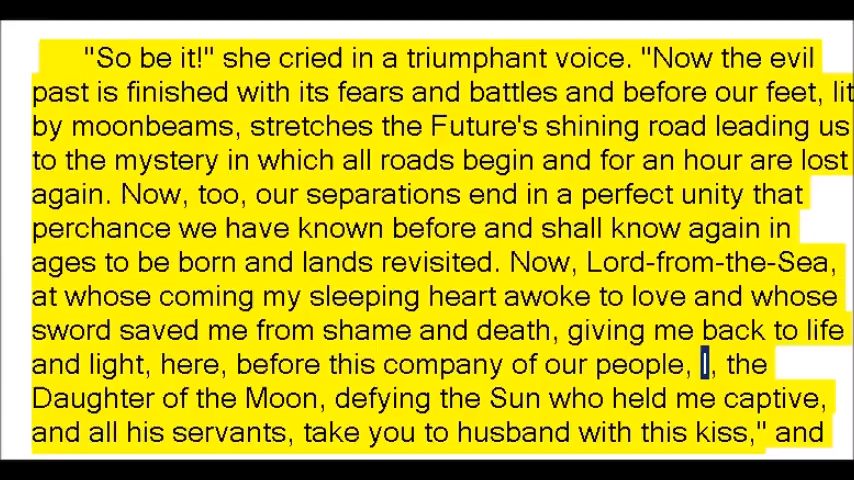 "So be it!" she cried in a triumphant voice. "Now the evil
past is finished with its fears and battles and before our feet, lit
by moonbeams, stretches the Future's shining road leading us
to the mystery in which all roads begin and for an hour are lost
again. Now, too, our separations end in a perfect unity that
perchance we have known before and shall know again in
ages to be born and lands revisited. Now, Lord-from-the-Sea,
at whose coming my sleeping heart awoke to love and whose
sword saved me from shame and death, giving me back to life
and light, here, before this company of our people, I, the
Daughter of the Moon, defying the Sun who held me captive,
and all his servants, take you to husband with this kiss," and